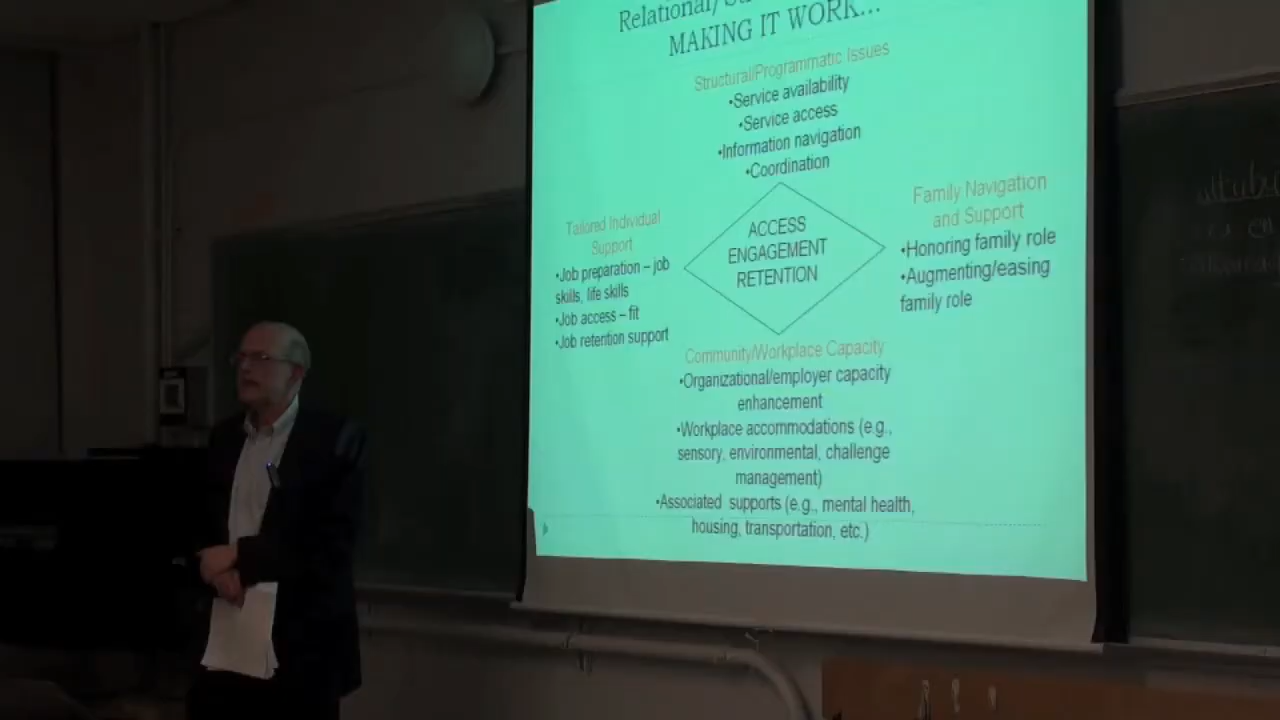 Relational/
MAKING IT WORK...
Structural/Programmatic Issues
•Service availability
•Service access
•Information navigation
•Coordination
Tailored Individual
Support
•Job preparation – job
skills, life skills
•Job access – fit
•Job retention support
ACCESS
ENGAGEMENT
RETENTION
Family Navigation
and Support
•Honoring family role
•Augmenting/easing
family role
Community/Workplace Capacity
•Organizational/employer capacity
enhancement
•Workplace accommodations (e.g.,
sensory, environmental, challenge
management)
•Associated supports (e.g., mental health,
housing, transportation, etc.)